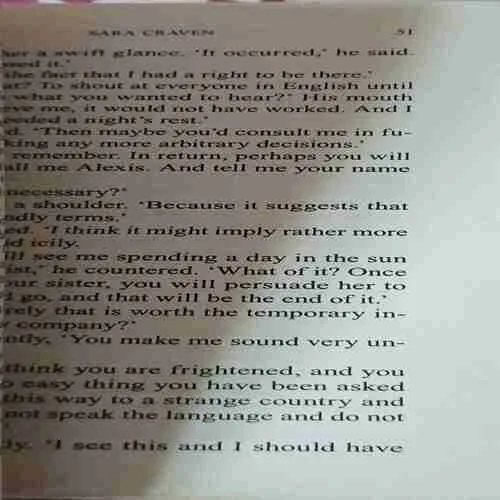 SARA CRAVEN 51
her a swift glance. 'It occurred,' he said.
it.'
the fact that I had a right to be there.'
at? To shout at everyone in English until
what you wanted to hear?' His mouth
me, it would not have worked. And I
needed a night's rest.'
'Then maybe you'd consult me in fu-
king any more arbitrary decisions.'
remember. In return, perhaps you will
all me Alexis. And tell me your name
necessary?'
a shoulder. 'Because it suggests that
dly terms.'
ed. 'I think it might imply rather more
id icily.
ill see me spending a day in the sun
ist,' he countered. 'What of it? Once
ur sister, you will persuade her to
go, and that will be the end of it.'
rely that is worth the temporary in-
company?'
ntly, 'You make me sound very un-
think you are frightened, and you
o easy thing you have been asked
this way to a strange country and
not speak the language and do not
ly. 'I see this and I should have